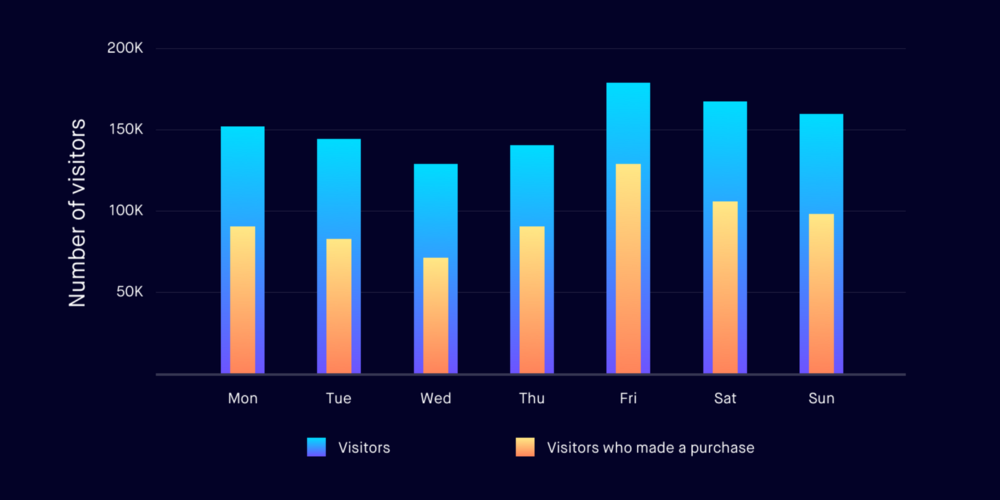 200K
150K
100K
50K
Number of visitors
Mon Tue Wed Thu Fri Sat Sun
Visitors Visitors who made a purchase